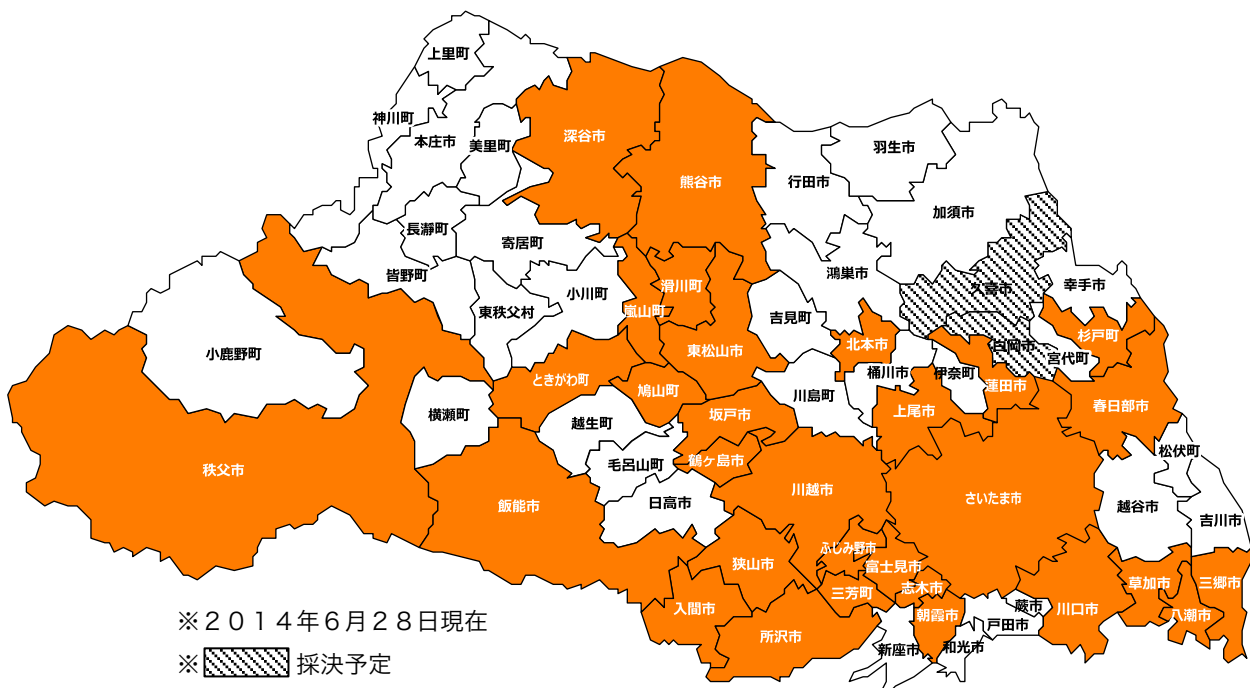 上里町
神川町
本庄市
美里町
深谷市
熊谷市
行田市
羽生市
加須市
長瀞町
寄居町
皆野町
東秩父村
小川町
嵐山町
滑川町
東松山市
吉見町
鴻巣市
久喜市
幸手市
小鹿野町
北本市
白岡市
杉戸町
宮代町
ときがわ町
鳩山町
川島町
桶川市
伊奈町
蓮田市
横瀬町
越生町
坂戸市
上尾市
春日部市
秩父市
飯能市
毛呂山町
鶴ヶ島市
川越市
さいたま市
松伏町
日高市
越谷市
吉川市
狭山市
ふじみ野市
富士見市
入間市
三芳町
志木市
朝霞市
川口市
草加市
三郷市
八潮市
所沢市
蕨市
戸田市
新座市
和光市
※２０１４年６月２８日現在
※ 採決予定